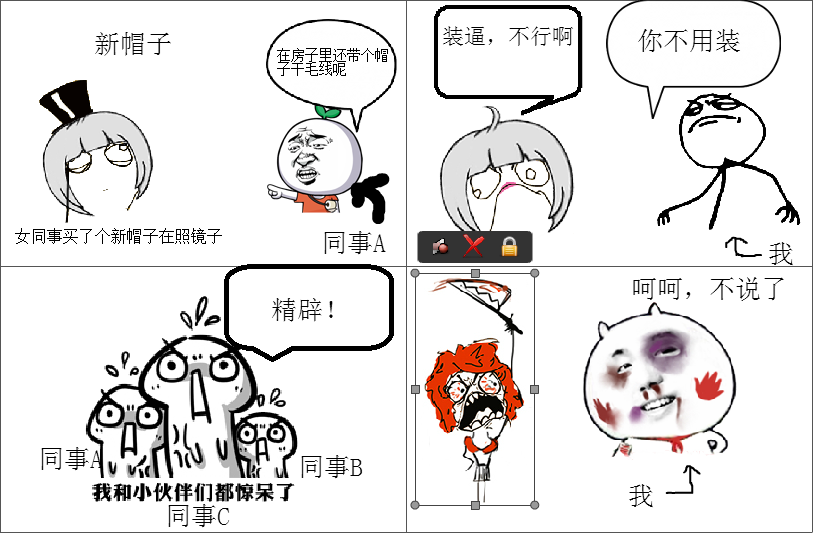 新帽子
在房子里还带个帽
子干毛线呢
女同事买了个新帽子在照镜子
同事A
装逼，不行啊
你不用装
我
精辟！
同事A
同事B
我和小伙伴们都惊呆了
同事C
呵呵，不说了
我